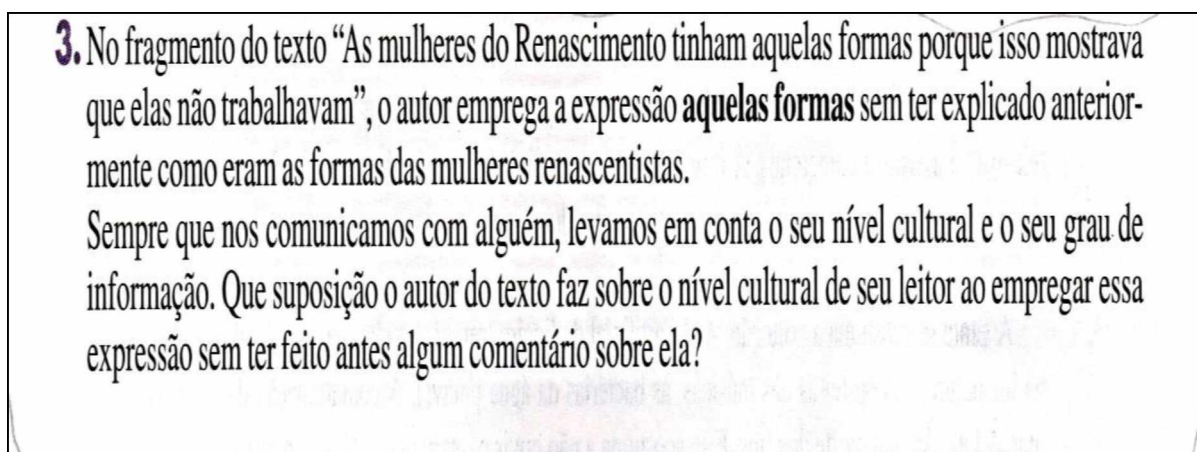 3. No fragmento do texto “As mulheres do Renascimento tinham aquelas formas porque isso mostrava
que elas não trabalhavam”, o autor emprega a expressão aquelas formas sem ter explicado anterior-
mente como eram as formas das mulheres renascentistas.
Sempre que nos comunicamos com alguém, levamos em conta o seu nível cultural e o seu grau de
informação. Que suposição o autor do texto faz sobre o nível cultural de seu leitor ao empregar essa
expressão sem ter feito antes algum comentário sobre ela?